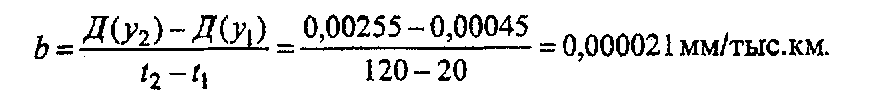 b = Д(y₂) − Д(y₁) / t₂ − t₁ = 0,00255 − 0,00045 / 120 − 20 = 0,000021 мм/тыс.км.